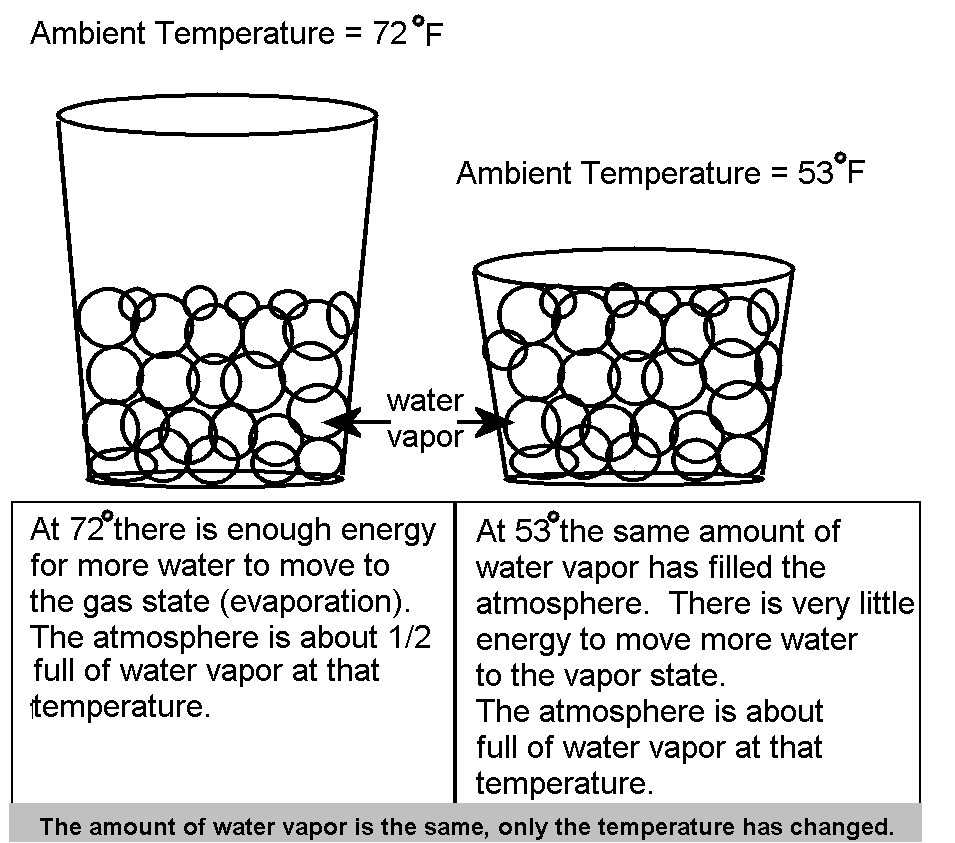 Ambient Temperature = 72°F
Ambient Temperature = 53°F
water
vapor
At 72° there is enough energy
for more water to move to
the gas state (evaporation).
The atmosphere is about 1/2
full of water vapor at that
temperature.
At 53° the same amount of
water vapor has filled the
atmosphere. There is very little
energy to move more water
to the vapor state.
The atmosphere is about
full of water vapor at that
temperature.
The amount of water vapor is the same, only the temperature has changed.